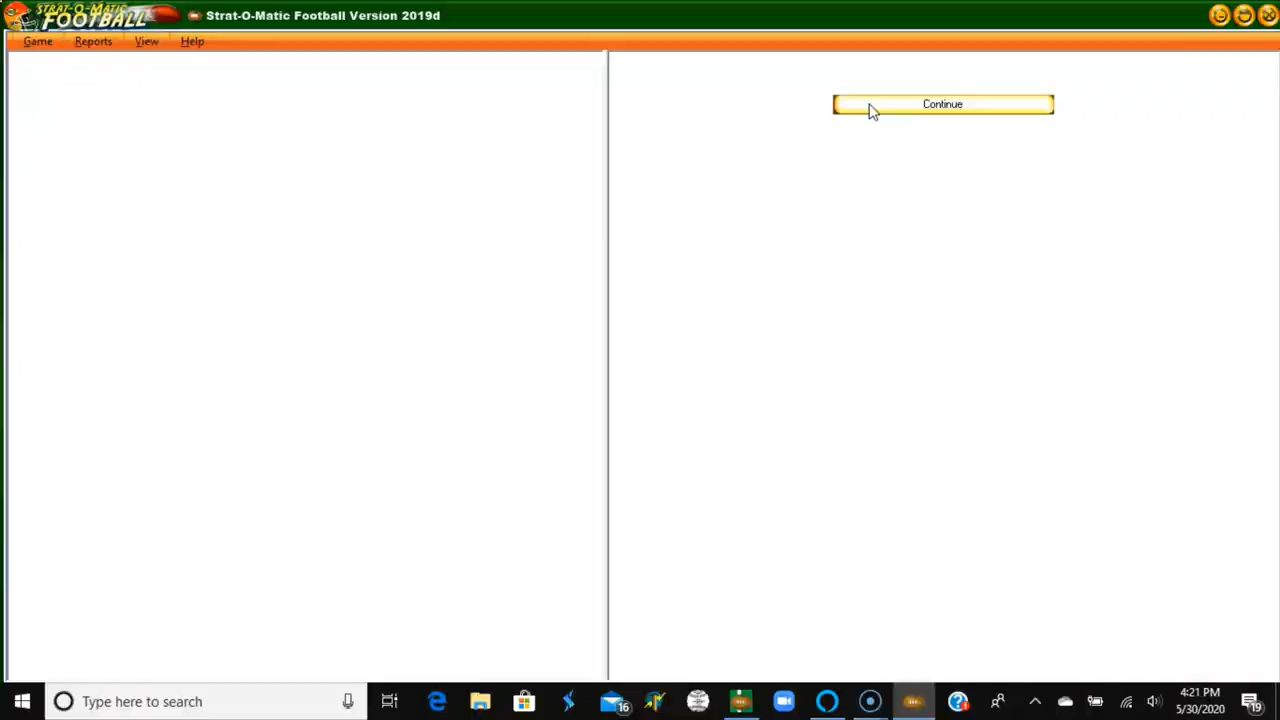 STRAT-O-MATIC
FOOTBALL
Strat-O-Matic Football Version 2019d
Game Reports View Help
Continue
Type here to search
16
4:21 PM
5/30/2020
19